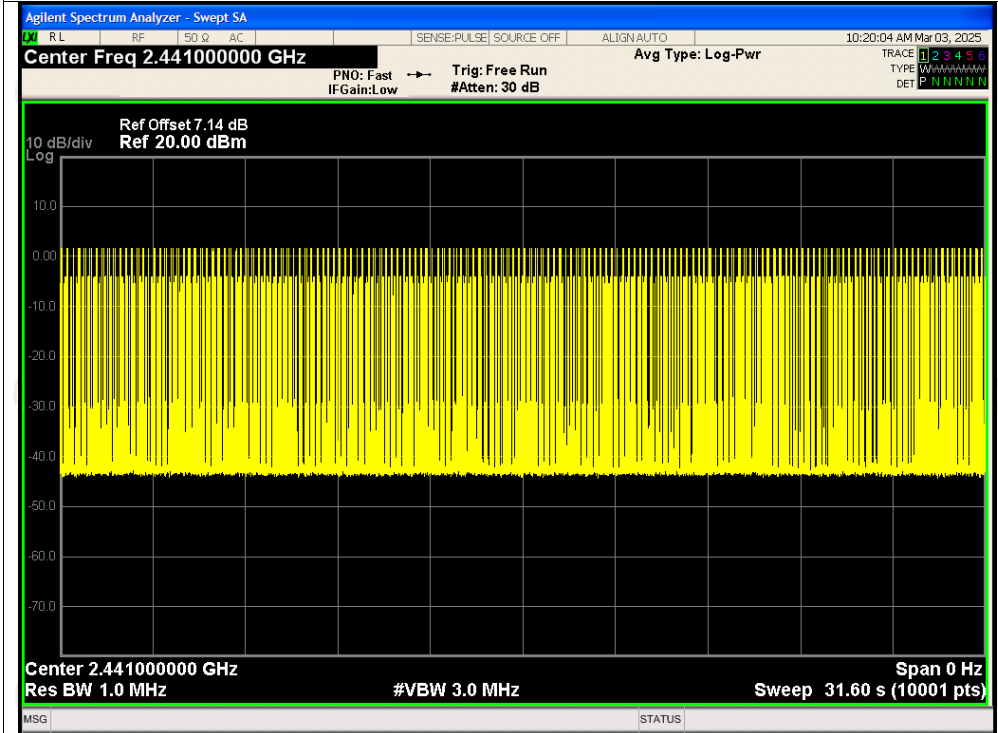 Agilent Spectrum Analyzer - Swept SA
LXI RL RF 50 Ω AC SENSE:PULSE SOURCE OFF ALIGNAUTO 10:20:04 AM Mar 03, 2025
Center Freq 2.441000000 GHz
PNO: Fast
IFGain:Low
Trig: Free Run
#Atten: 30 dB
Avg Type: Log-Pwr
TRACE 1 2 3 4 5 6
TYPE WWWWWW
DET P N N N N N
Ref Offset 7.14 dB
10 dB/div Ref 20.00 dBm
Log
10.0
0.00
-10.0
-20.0
-30.0
-40.0
-50.0
-60.0
-70.0
Center 2.441000000 GHz Span 0 Hz
Res BW 1.0 MHz #VBW 3.0 MHz Sweep 31.60 s (10001 pts)
MSG STATUS